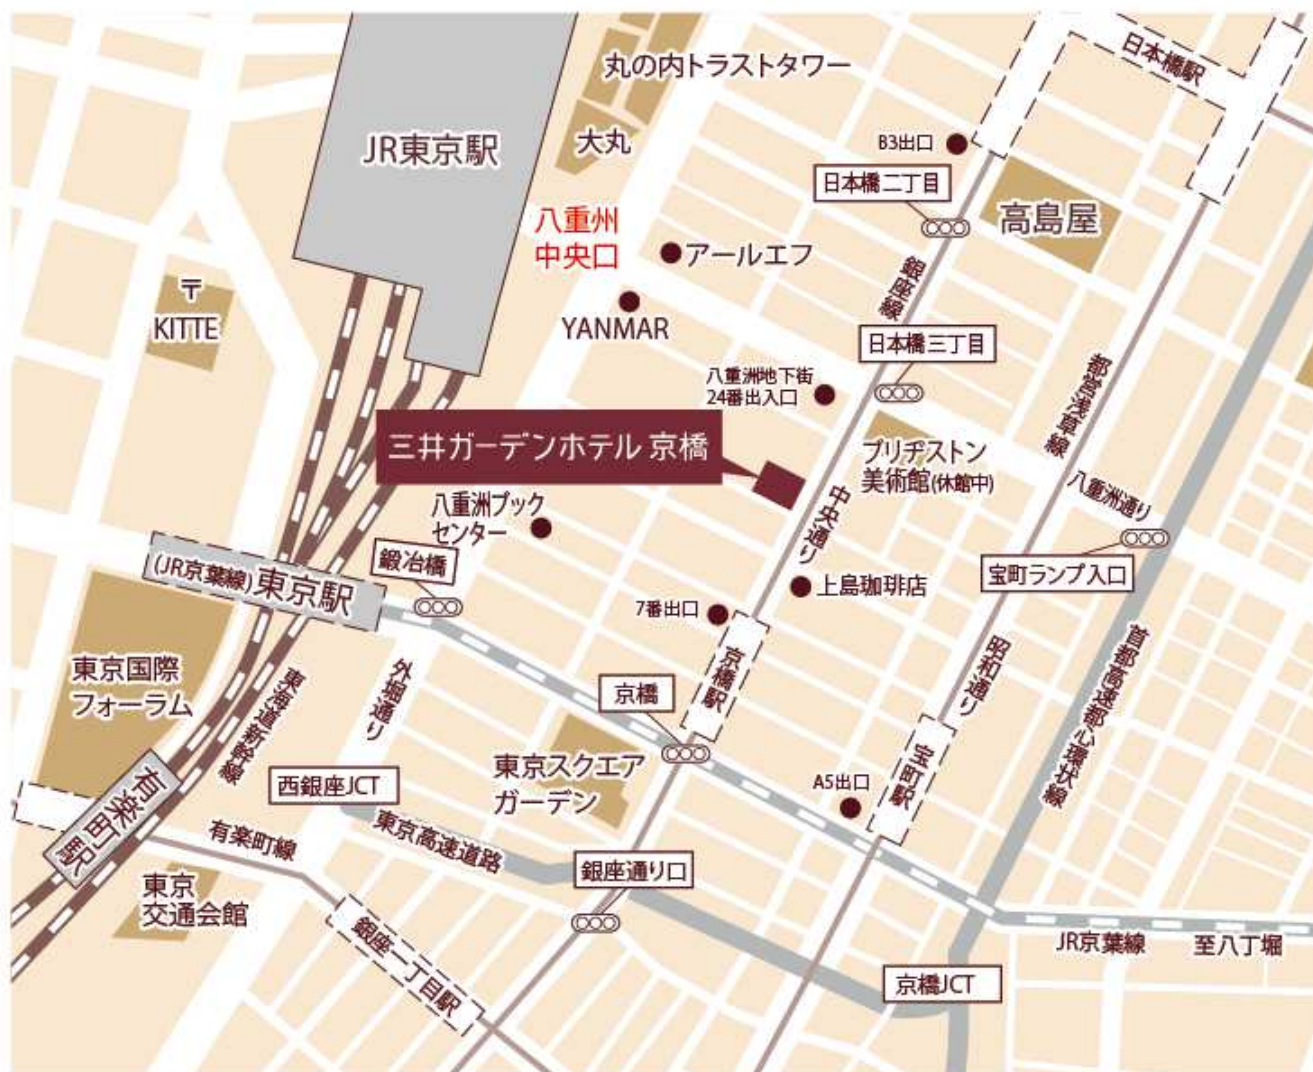 日本橋駅
丸の内トラストタワー
大丸
JR東京駅
B3出口
日本橋二丁目
高島屋
八重州
中央口
アールエフ
銀座線
〒
KITTE
YANMAR
日本橋三丁目
八重洲地下街
24番出入口
都営浅草線
三井ガーデンホテル 京橋
ブリヂストン
美術館(休館中)
八重洲通り
中央通り
八重洲ブック
センター
鍛冶橋
宝町ランプ入口
(JR京葉線)東京駅
上島珈琲店
7番出口
京橋駅
昭和通り
首都高速都心環状線
東京国際
フォーラム
東海道新幹線
外堀通り
京橋
東京スクエア
ガーデン
宝町駅
A5出口
西銀座JCT
有楽町駅
有楽町線
東京高速道路
銀座通り口
東京
交通会館
銀座一丁目駅
JR京葉線
至八丁堀
京橋JCT